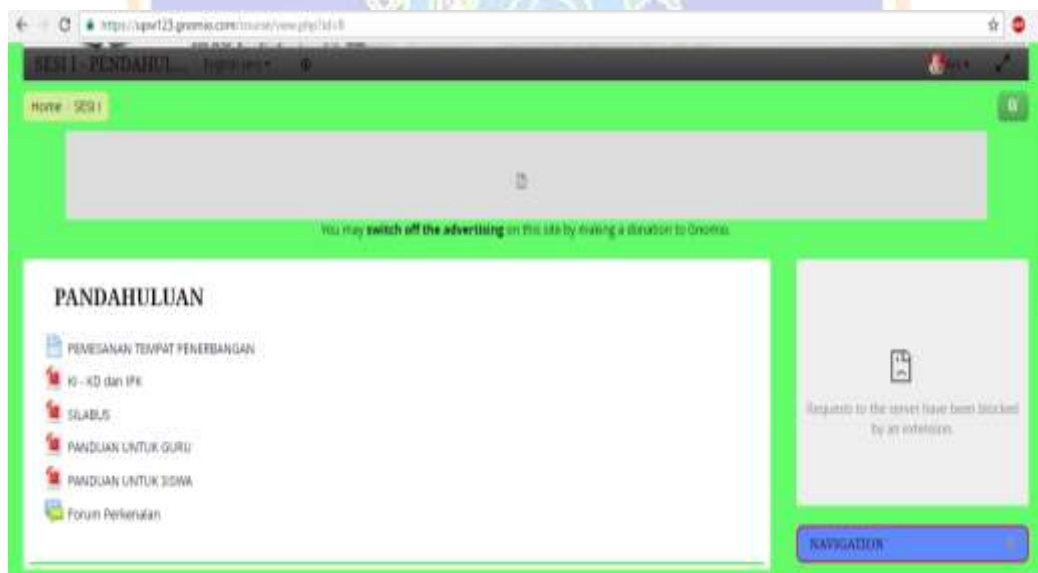 SESI I - PENDAHUL...
Home SESI I
You may switch off the advertising on this site by making a donation to Gnomio.
PANDAHULUAN
PEMESANAN TEMPAT PENERBANGAN
KI - KD dan IPK
SILABUS
PANDUAN UNTUK GURU
PANDUAN UNTUK SISWA
Forum Perkenalan
Requests to the server have been blocked
by an extension.
NAVIGATION